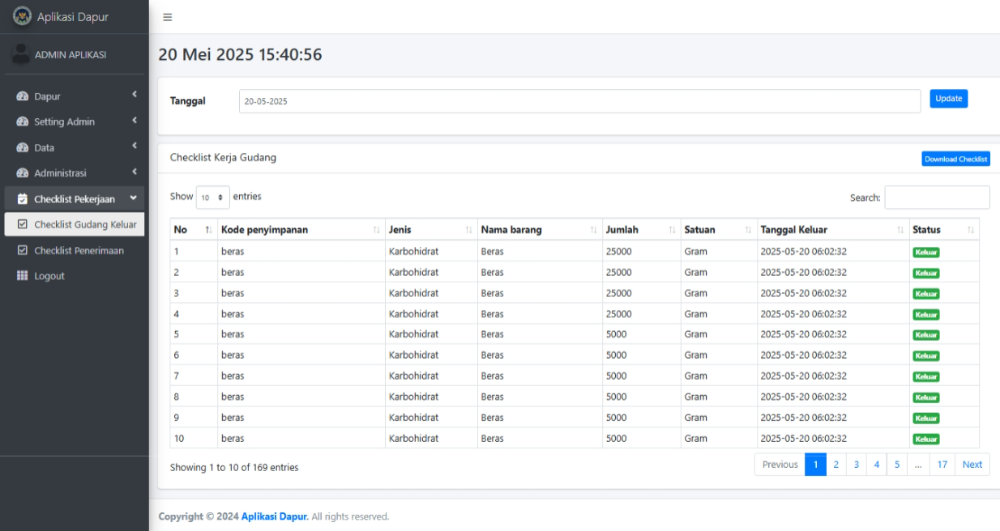 Aplikasi Dapur
ADMIN APLIKASI
Dapur
Setting Admin
Data
Administrasi
Checklist Pekerjaan
Checklist Gudang Keluar
Checklist Penerimaan
Logout
20 Mei 2025 15:40:56
Tanggal 20-05-2025 Update
Checklist Kerja Gudang Download Checklist
Show 10 entries Search:
No Kode penyimpanan Jenis Nama barang Jumlah Satuan Tanggal Keluar Status
1 beras Karbohidrat Beras 25000 Gram 2025-05-20 06:02:32 Keluar
2 beras Karbohidrat Beras 25000 Gram 2025-05-20 06:02:32 Keluar
3 beras Karbohidrat Beras 25000 Gram 2025-05-20 06:02:32 Keluar
4 beras Karbohidrat Beras 25000 Gram 2025-05-20 06:02:32 Keluar
5 beras Karbohidrat Beras 5000 Gram 2025-05-20 06:02:32 Keluar
6 beras Karbohidrat Beras 5000 Gram 2025-05-20 06:02:32 Keluar
7 beras Karbohidrat Beras 5000 Gram 2025-05-20 06:02:32 Keluar
8 beras Karbohidrat Beras 5000 Gram 2025-05-20 06:02:32 Keluar
9 beras Karbohidrat Beras 5000 Gram 2025-05-20 06:02:32 Keluar
10 beras Karbohidrat Beras 5000 Gram 2025-05-20 06:02:32 Keluar
Showing 1 to 10 of 169 entries Previous 1 2 3 4 5 ... 17 Next
Copyright © 2024 Aplikasi Dapur. All rights reserved.